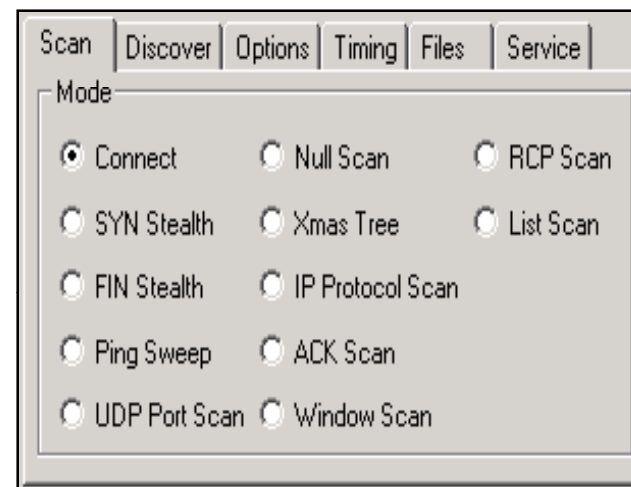 Scan Discover Options Timing Files Service
Mode
Connect Null Scan RCP Scan
SYN Stealth Xmas Tree List Scan
FIN Stealth IP Protocol Scan
Ping Sweep ACK Scan
UDP Port Scan Window Scan